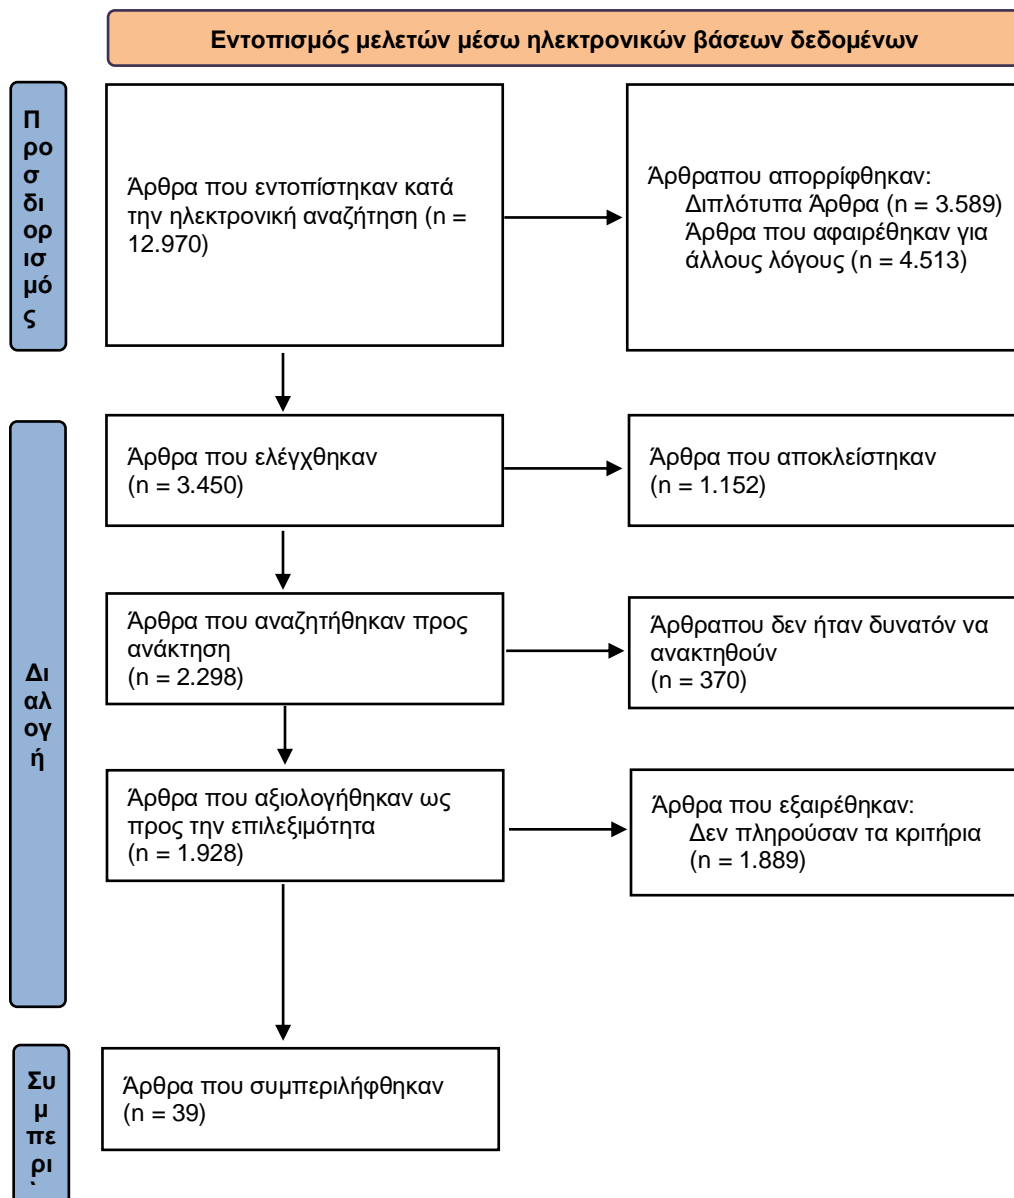 Εντοπισμός μελετών μέσω ηλεκτρονικών βάσεων δεδομένων
Π
ρο
σ
δι
ορ
ισ
μό
ς
Άρθρα που εντοπίστηκαν κατά
την ηλεκτρονική αναζήτηση (n =
12.970)
Άρθραπου απορρίφθηκαν:
Διπλότυπα Άρθρα (n = 3.589)
Άρθρα που αφαιρέθηκαν για
άλλους λόγους (n = 4.513)
Δι
αλ
ογ
ή
Άρθρα που ελέγχθηκαν
(n = 3.450)
Άρθρα που αποκλείστηκαν
(n = 1.152)
Άρθρα που αναζητήθηκαν προς
ανάκτηση
(n = 2.298)
Άρθραπου δεν ήταν δυνατόν να
ανακτηθούν
(n = 370)
Άρθρα που αξιολογήθηκαν ως
προς την επιλεξιμότητα
(n = 1.928)
Άρθρα που εξαιρέθηκαν:
Δεν πληρούσαν τα κριτήρια
(n = 1.889)
Συ
μ
πε
ρι
Άρθρα που συμπεριλήφθηκαν
(n = 39)